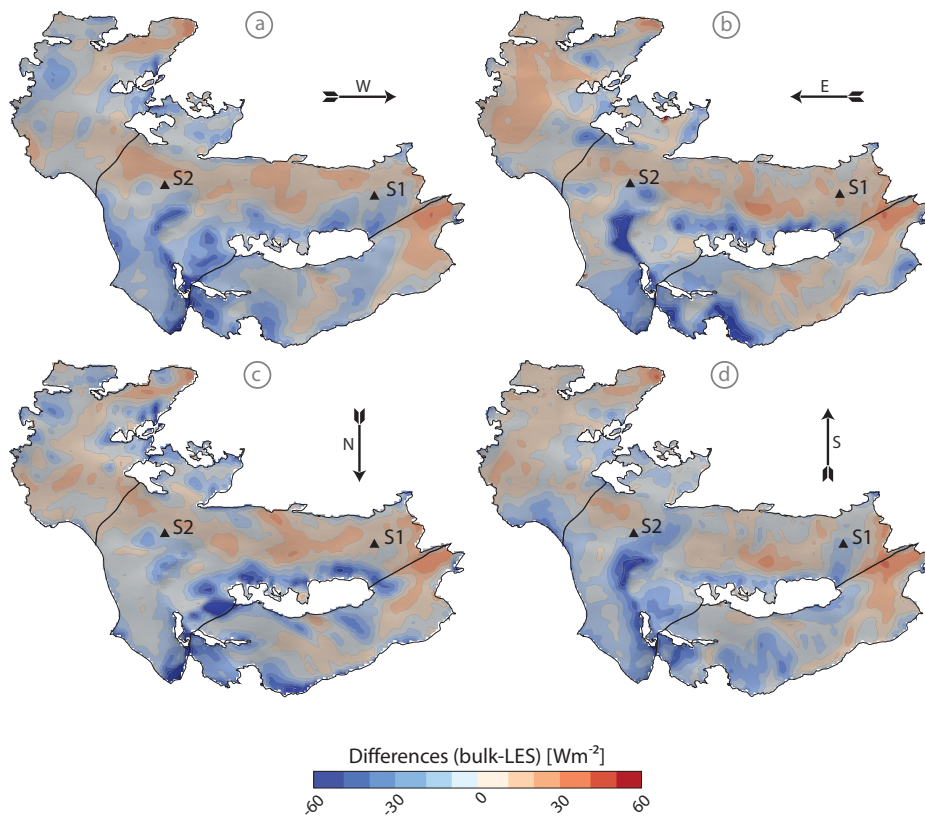 a
b
W
E
S2
S1
S2
S1
c
d
N
S
S2
S1
S2
S1
Differences (bulk-LES) [Wm⁻²]
-60
-30
0
30
60